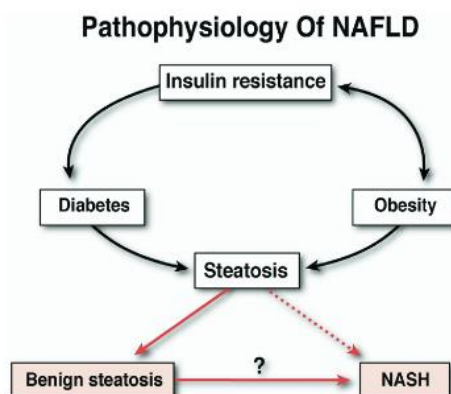 Pathophysiology Of NAFLD
Insulin resistance
Diabetes
Obesity
Steatosis
?
Benign steatosis
NASH